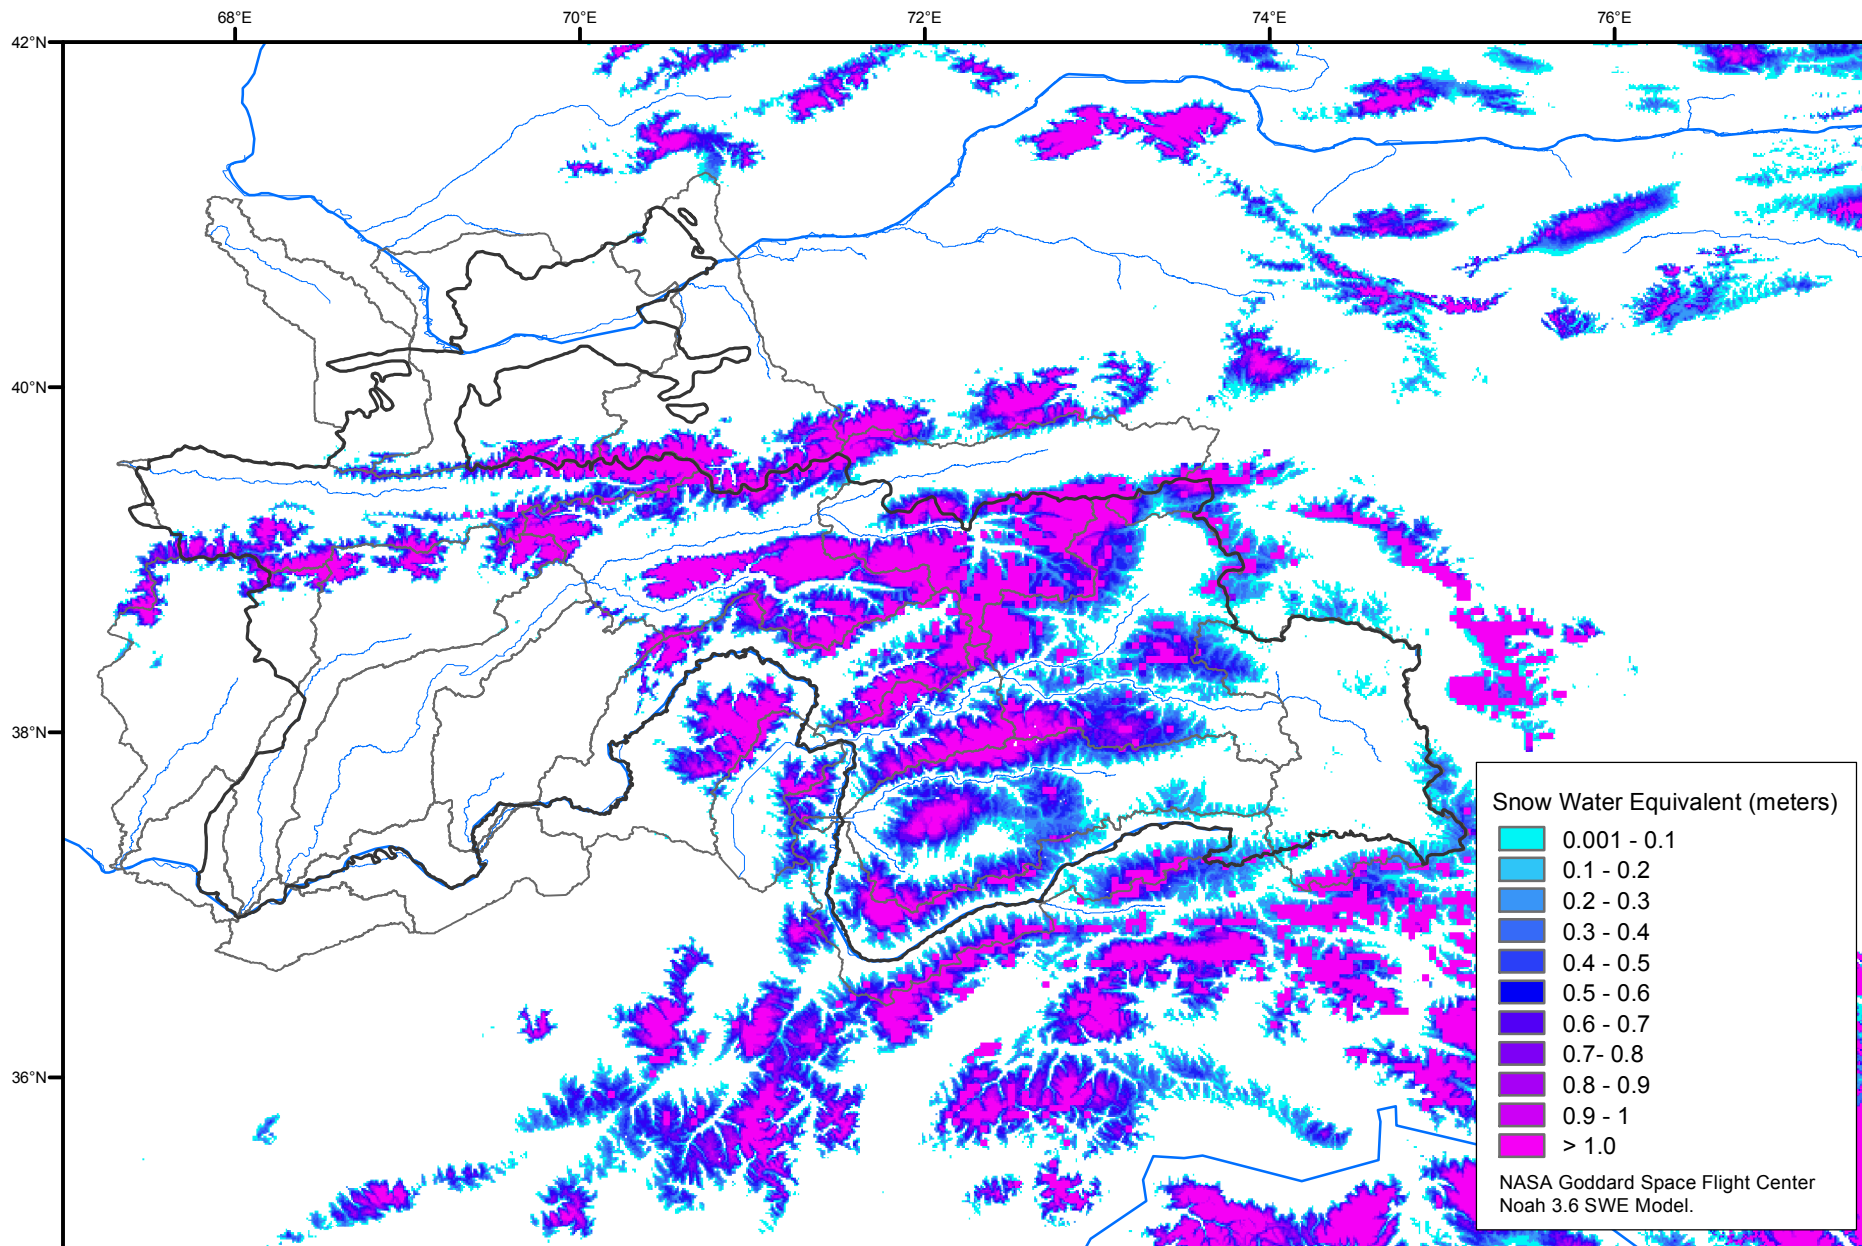 68°E
70°E
72°E
74°E
76°E
42°N
40°N
38°N
36°N
Snow Water Equivalent (meters)
0.001 - 0.1
0.1 - 0.2
0.2 - 0.3
0.3 - 0.4
0.4 - 0.5
0.5 - 0.6
0.6 - 0.7
0.7- 0.8
0.8 - 0.9
0.9 - 1
> 1.0
NASA Goddard Space Flight Center
Noah 3.6 SWE Model.